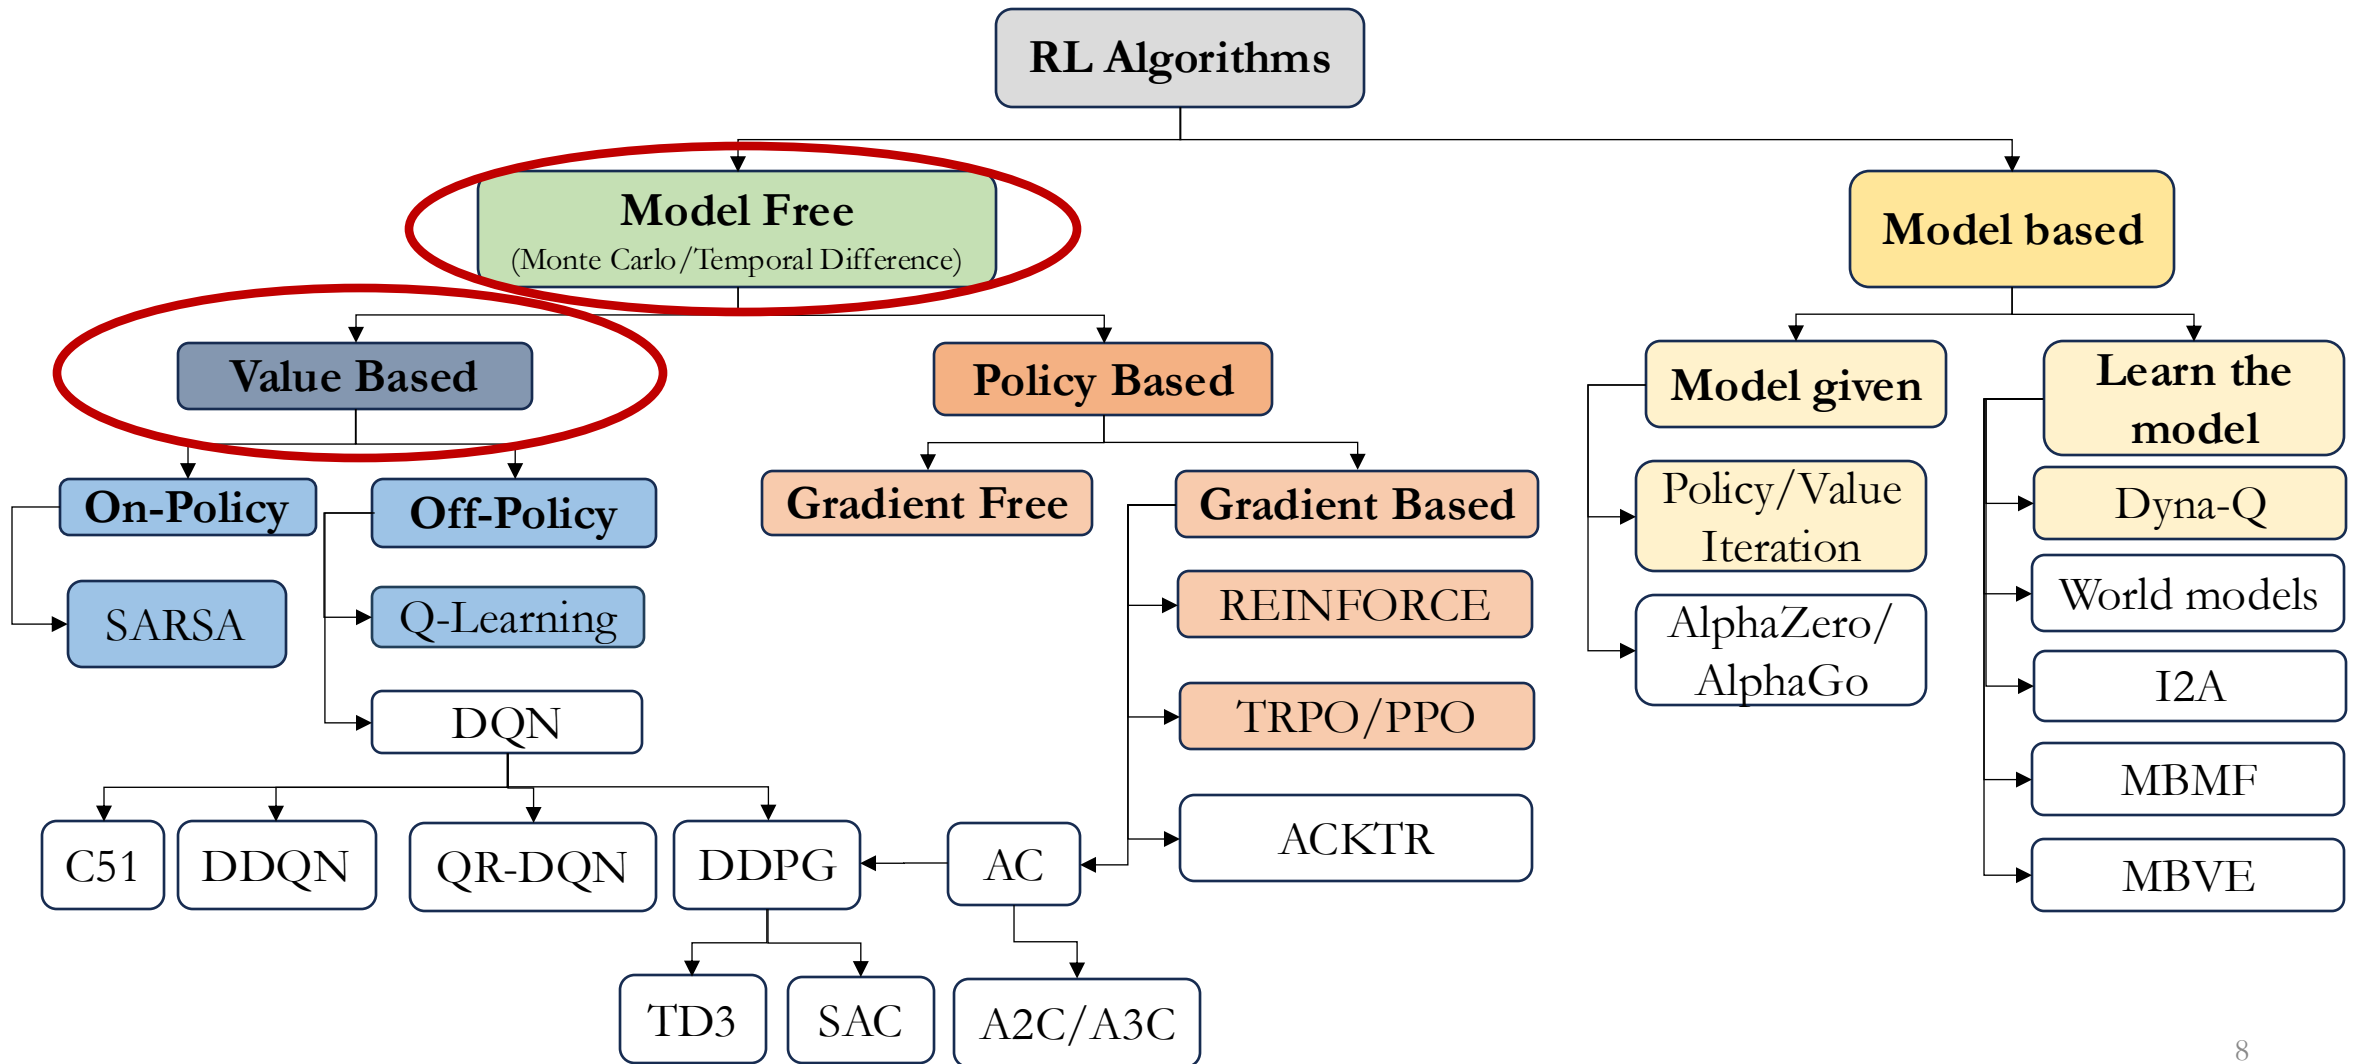 RL Algorithms
Model Free
(Monte Carlo/Temporal Difference)
Model based
Value Based
Policy Based
Model given
Learn the
model
On-Policy
Off-Policy
Gradient Free
Gradient Based
Policy/Value
Iteration
Dyna-Q
SARSA
Q-Learning
REINFORCE
AlphaZero/
AlphaGo
World models
DQN
TRPO/PPO
I2A
MBMF
C51
DDQN
QR-DQN
DDPG
AC
ACKTR
MBVE
TD3
SAC
A2C/A3C
8